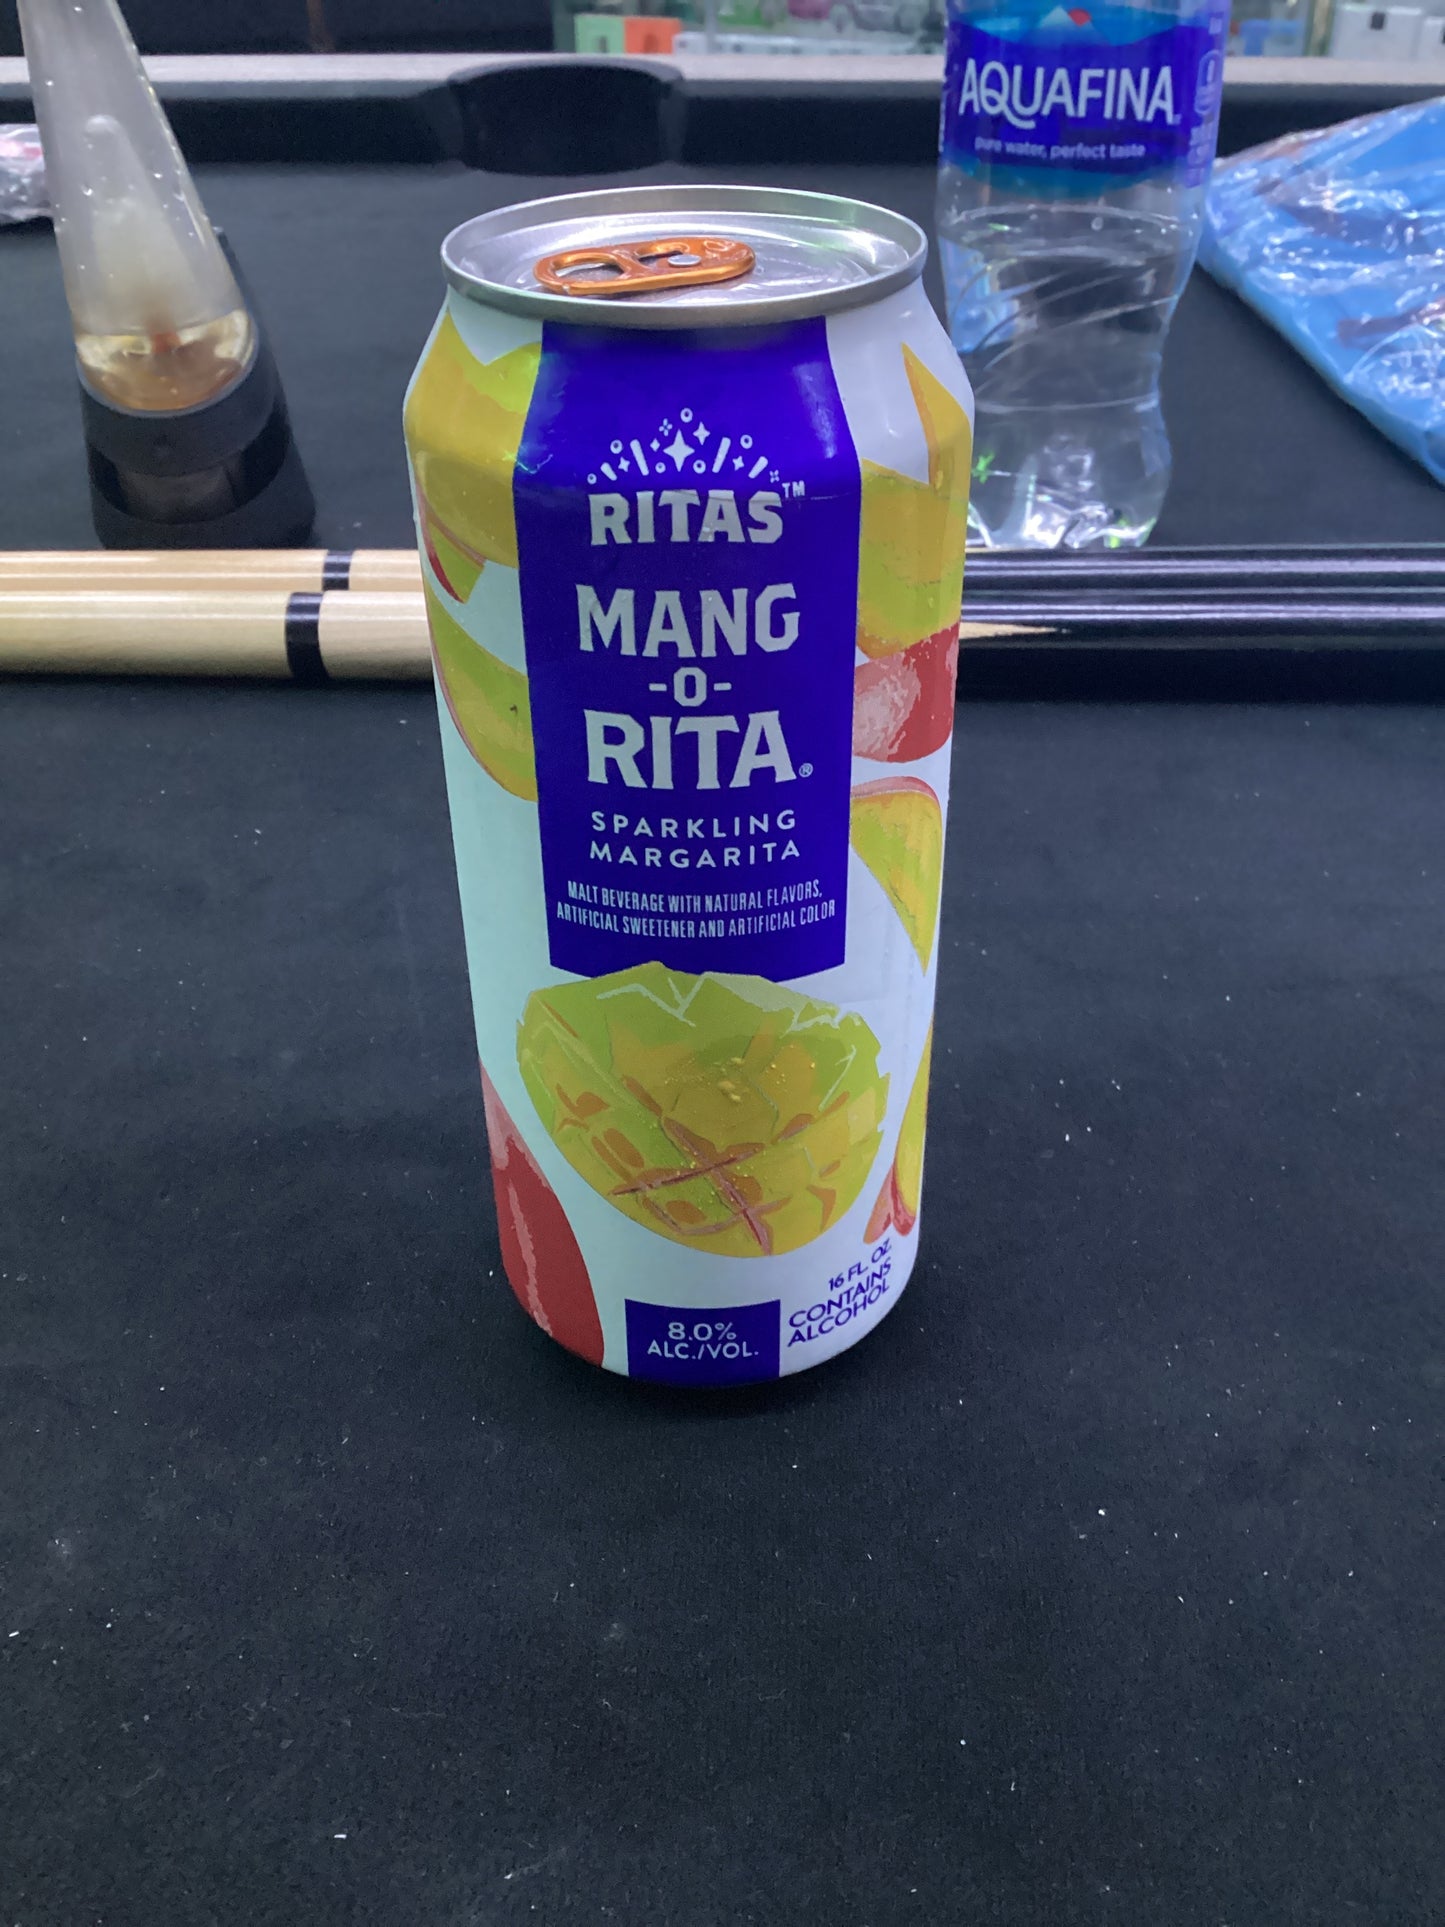 AQUAFINA
pure water, perfect taste
RITAS™
MANG
-O-
RITA®
SPARKLING
MARGARITA
MALT BEVERAGE WITH NATURAL FLAVORS,
ARTIFICIAL SWEETENER AND ARTIFICIAL COLOR
16 FL. OZ.
CONTAINS
ALCOHOL
8.0%
ALC./VOL.